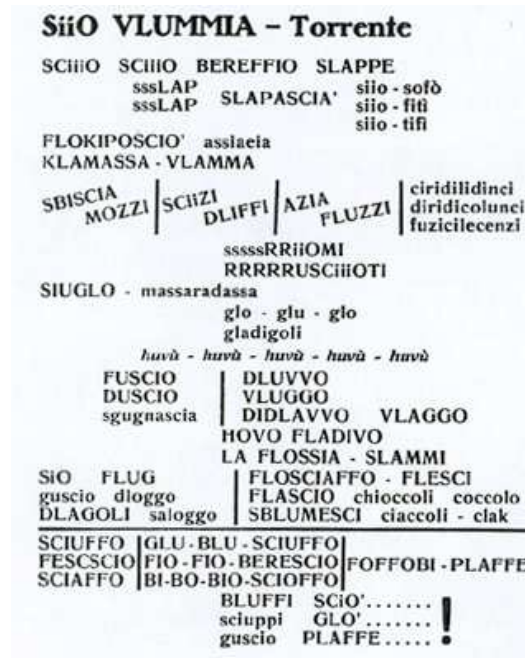 SiiO VLUMMIA – Torrente
SCiiiO SCIIIO BEREFFIO SLAPPE
sssLAP
sssLAP
SLAPASCIA'
siio - sofò
siio - fiti
siio - tifi
FLOKIPOSCIO' assiaeia
KLAMASSA - VLAMMA
SBISCIA
MOZZI
SCiiZI
DLIFFI
AZIA
FLUZZI
ciridilidinci
diridicolunci
fuzicilecenzi
sssssRRiiOMI
RRRRRUSCiiiOTI
SIUGLO - massaradassa
glo - glu - glo
gladigoli
huvù - huvù - huvù - huvù - huvù
FUSCIO
DUSCIO
sgugnascia
DLUVVO
VLUGGO
DIDLAVVO VLAGGO
HOVO FLADIVO
LA FLOSSIA - SLAMMI
SiO FLUG
guscio dloggo
DLAGOLI saloggo
FLOSCIAFFO - FLESCI
FLASCIO chioccoli coccolo
SBLUMESCI ciaccoli - clak
SCIUFFO
FESCSCIO
SCIAFFO
GLU - BLU - SCIUFFO
FIO - FIO - BERESCIO
BI-BO-BIO-SCIOFFO
FOFFOBI - PLAFFE
BLUFFI SCiO'.......
sciuppi GLO'.......
guscio PLAFFE.....
!